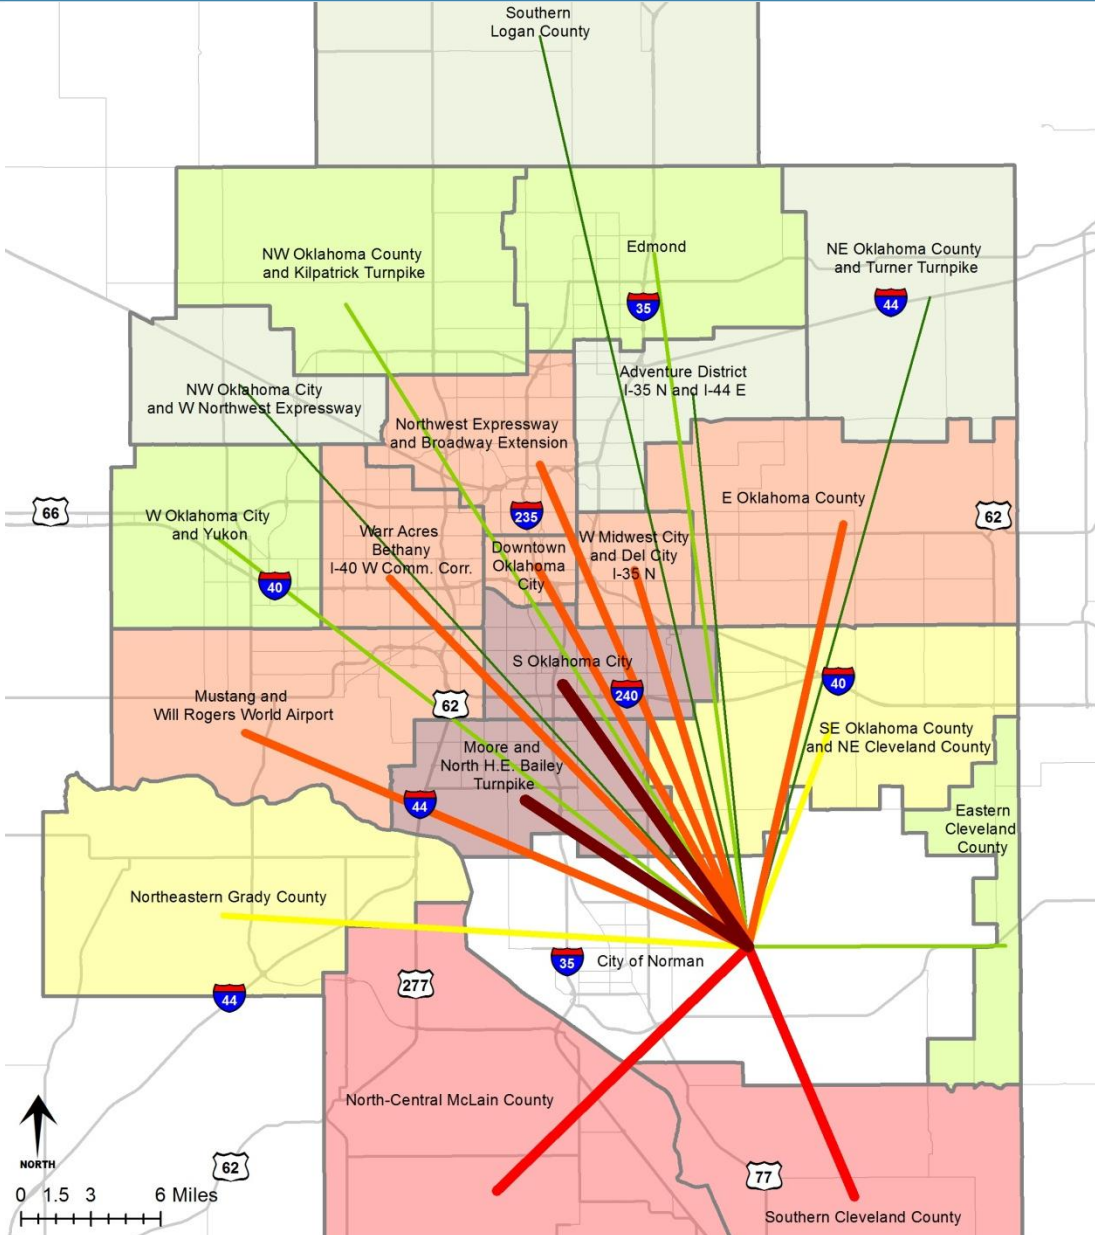 Southern
Logan County
NW Oklahoma County
and Kilpatrick Turnpike
Edmond
35
NE Oklahoma County
and Turner Turnpike
44
NW Oklahoma City
and W Northwest Expressway
Adventure District
I-35 N and I-44 E
Northwest Expressway
and Broadway Extension
66
W Oklahoma City
and Yukon
40
Warr Acres
Bethany
I-40 W Comm. Corr.
235
Downtown
Oklahoma
City
W Midwest City
and Del City
I-35 N
E Oklahoma County
62
S Oklahoma City
240
40
Mustang and
Will Rogers World Airport
62
SE Oklahoma County
and NE Cleveland County
Moore and
North H.E. Bailey
Turnpike
44
Eastern
Cleveland
County
Northeastern Grady County
35
City of Norman
277
44
North-Central McLain County
NORTH
62
77
0 1.5 3 6 Miles
Southern Cleveland County